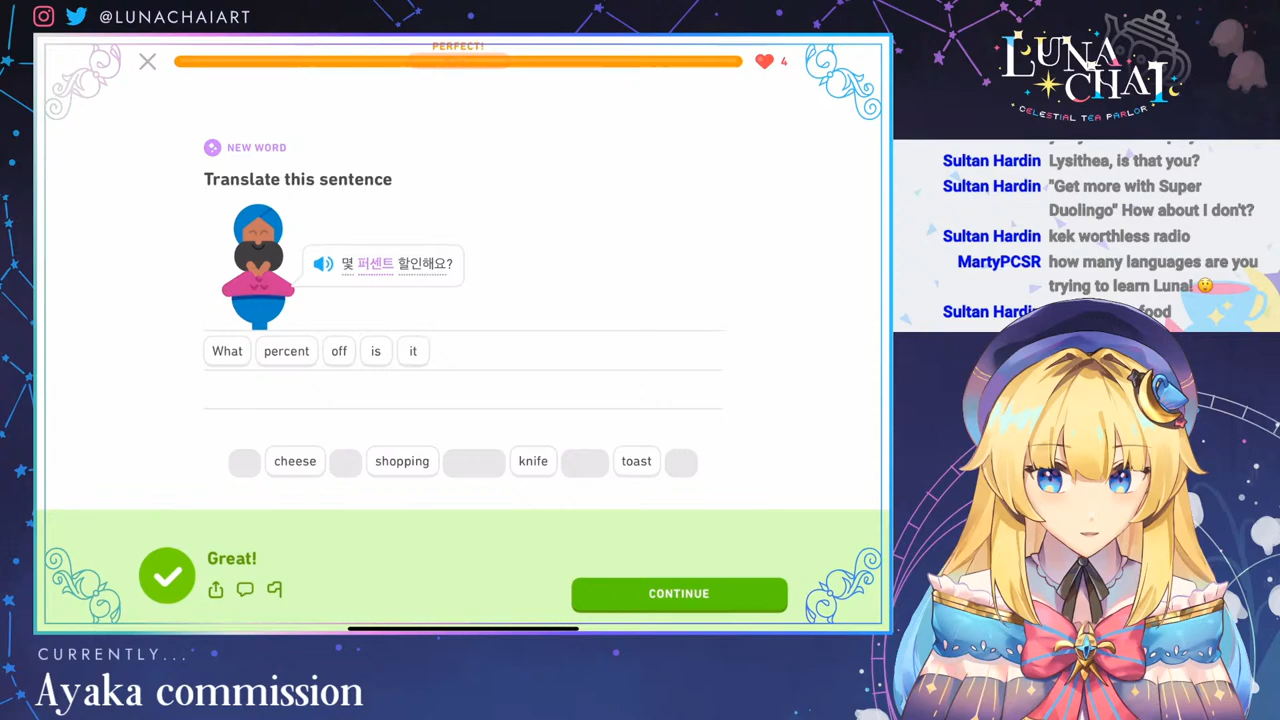 @LUNACHAIART
PERFECT!
4
NEW WORD
Translate this sentence
몇 퍼센트 할인해요?
What percent off is it
cheese shopping knife toast
Great!
CONTINUE
CURRENTLY...
Ayaka commission
LUNA
CHAI
CELESTIAL TEA PARLOR
Sultan Hardin Lysithea, is that you?
Sultan Hardin "Get more with Super
Duolingo" How about I don't?
Sultan Hardin kek worthless radio
MartyPCSR how many languages are you
trying to learn Luna! 😲
food